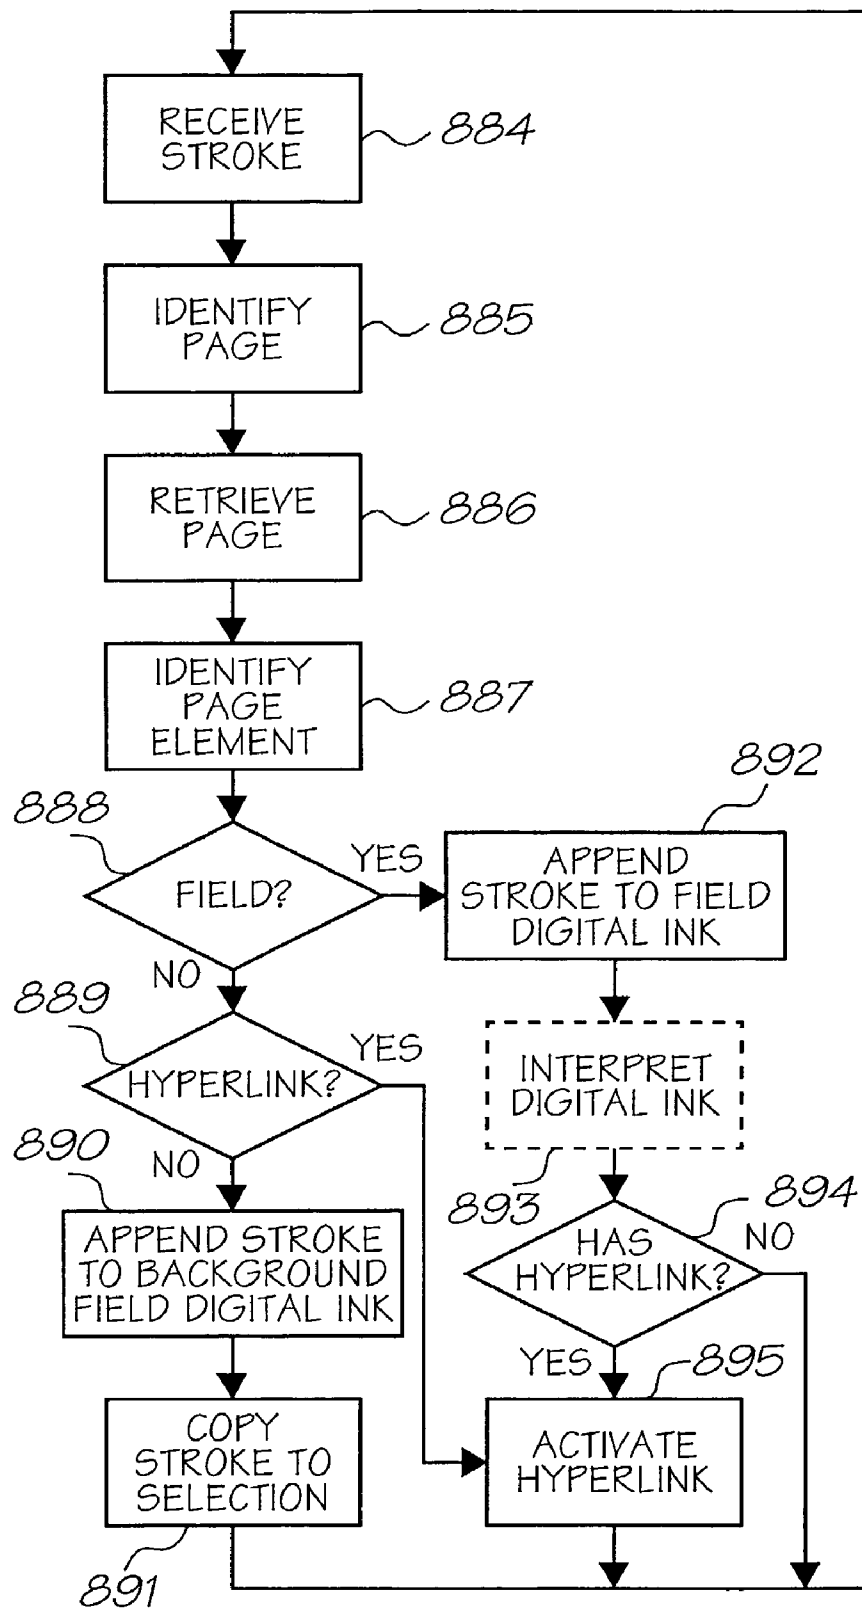 RECEIVE
STROKE
884
IDENTIFY
PAGE
885
RETRIEVE
PAGE
886
IDENTIFY
PAGE
ELEMENT
887
888
FIELD?
YES
NO
892
APPEND
STROKE TO FIELD
DIGITAL INK
889
HYPERLINK?
YES
NO
INTERPRET
DIGITAL INK
893
890
APPEND STROKE
TO BACKGROUND
FIELD DIGITAL INK
894
HAS
HYPERLINK?
NO
YES
895
COPY
STROKE TO
SELECTION
891
ACTIVATE
HYPERLINK